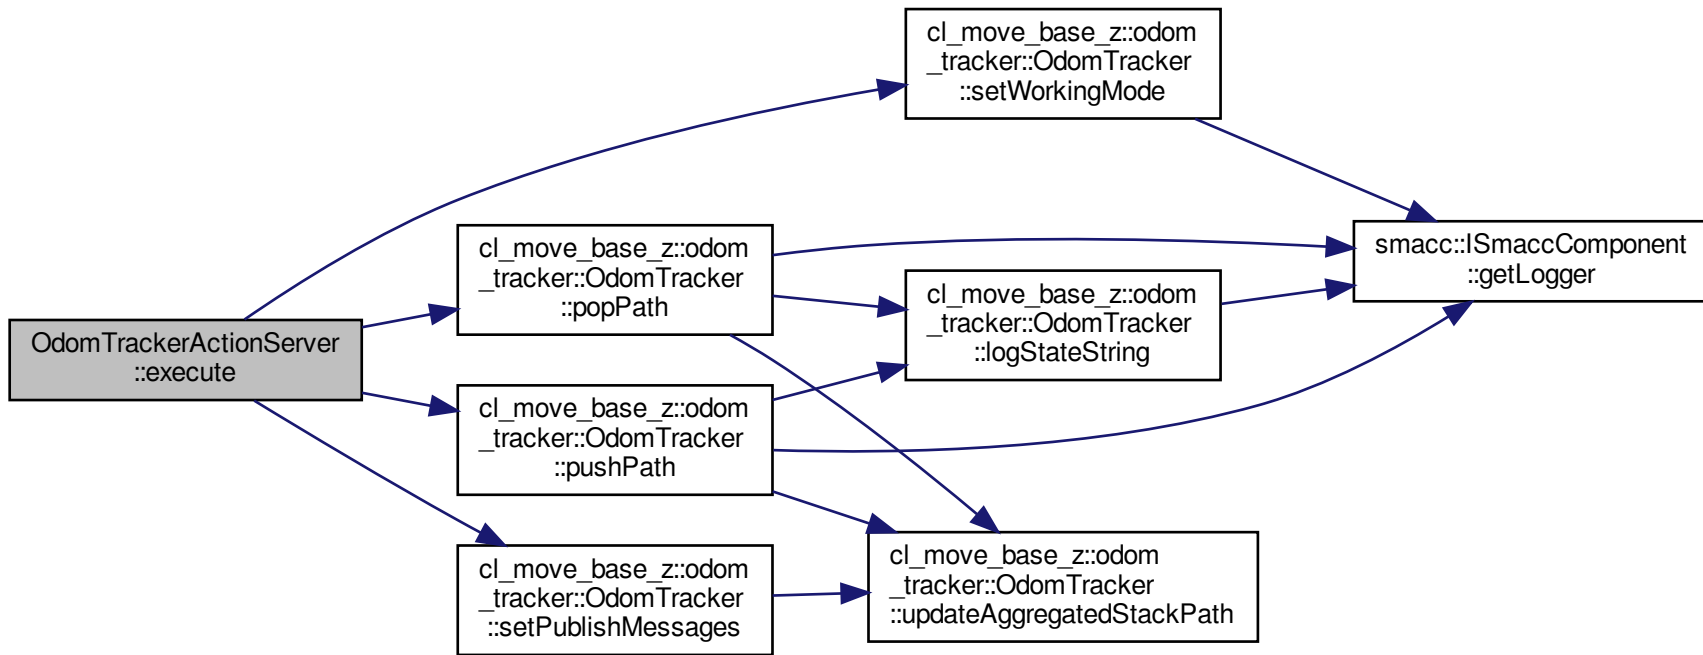 cl_move_base_z::odom
_tracker::OdomTracker
::setWorkingMode
cl_move_base_z::odom
_tracker::OdomTracker
::popPath
smacc::ISmaccComponent
::getLogger
cl_move_base_z::odom
_tracker::OdomTracker
::logStateString
OdomTrackerActionServer
::execute
cl_move_base_z::odom
_tracker::OdomTracker
::pushPath
cl_move_base_z::odom
_tracker::OdomTracker
::setPublishMessages
cl_move_base_z::odom
_tracker::OdomTracker
::updateAggregatedStackPath